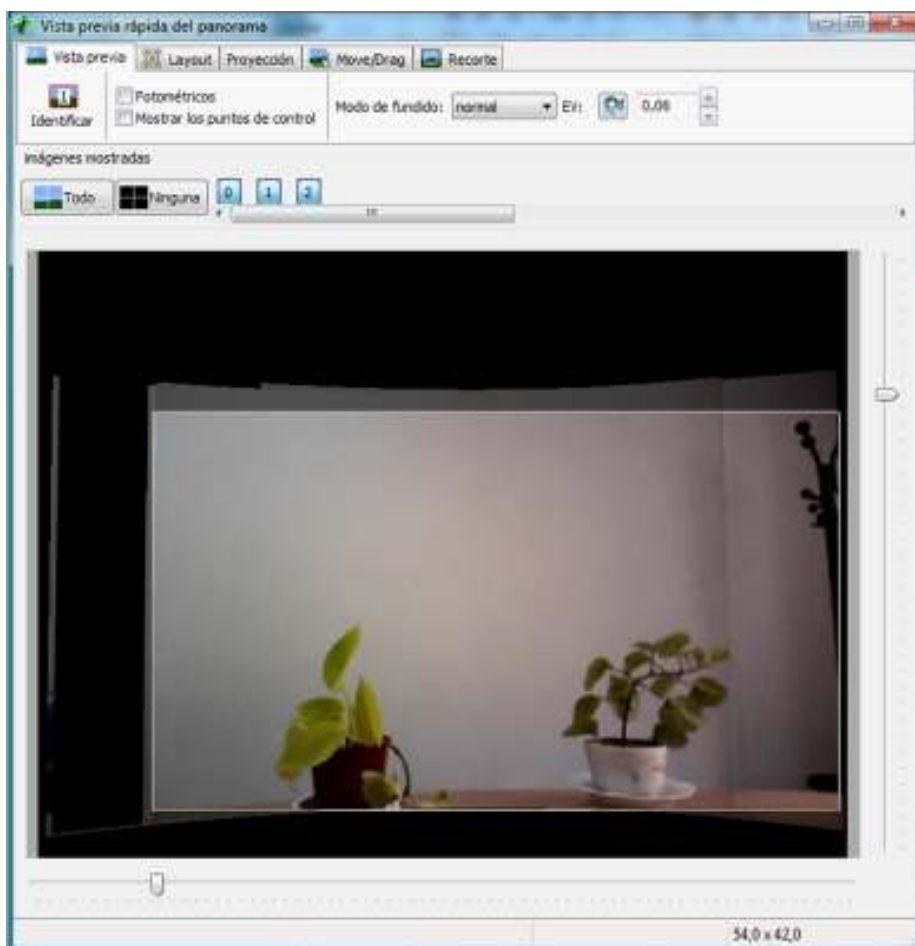 Vista previa rápida del panorama
Vista previa Layout Proyección Move/Drag Recorte
Identificar
Fotométricos
Mostrar los puntos de control
Modo de fundido: normal EV: 0,06
imágenes mostradas
Todo Ninguna 0 1 2
54,0 x 42,0